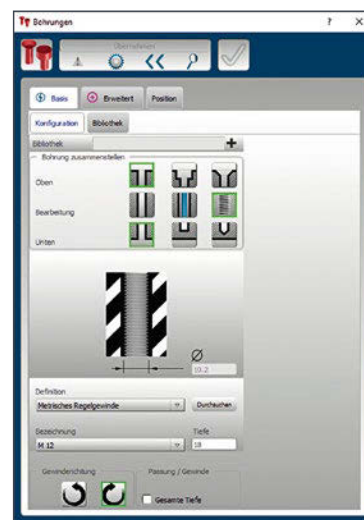 Bohrungen
? X
Übernehmen
Basis Erweitert Position
Konfiguration Bibliothek
Bibliothek
Bohrung zusammenstellen
Oben
Bearbeitung
Unten
Ø
10.2
Definition
Metrisches Regelgewinde Durchsuchen
Bezeichnung Tiefe
M 12 18
Gewinderichtung Passung / Gewinde
Gesamte Tiefe